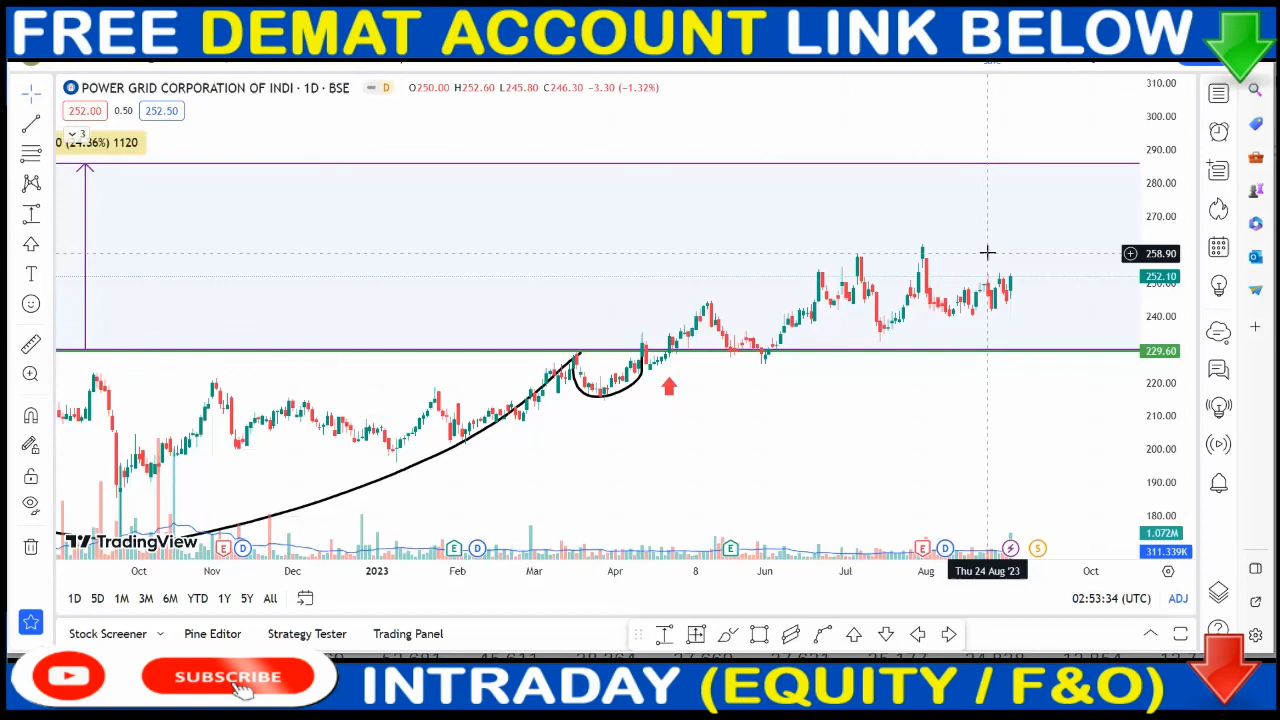 FREE DEMAT ACCOUNT LINK BELOW
POWER GRID CORPORATION OF INDI · 1D · BSE
D
O250.00 H252.60 L245.80 C246.30 -3.30 (-1.32%)
252.00 0.50 252.50
3
0 (24.36%) 1120
310.00
300.00
290.00
280.00
270.00
258.90
252.10
240.00
229.60
220.00
210.00
200.00
190.00
180.00
1.072M
311.339K
TradingView
E D E D E E D S
Oct Nov Dec 2023 Feb Mar Apr 8 Jun Jul Aug Thu 24 Aug '23 Oct
1D 5D 1M 3M 6M YTD 1Y 5Y All
02:53:34 (UTC) ADJ
Stock Screener Pine Editor Strategy Tester Trading Panel
SUBSCRIBE
INTRADAY (EQUITY / F&O)